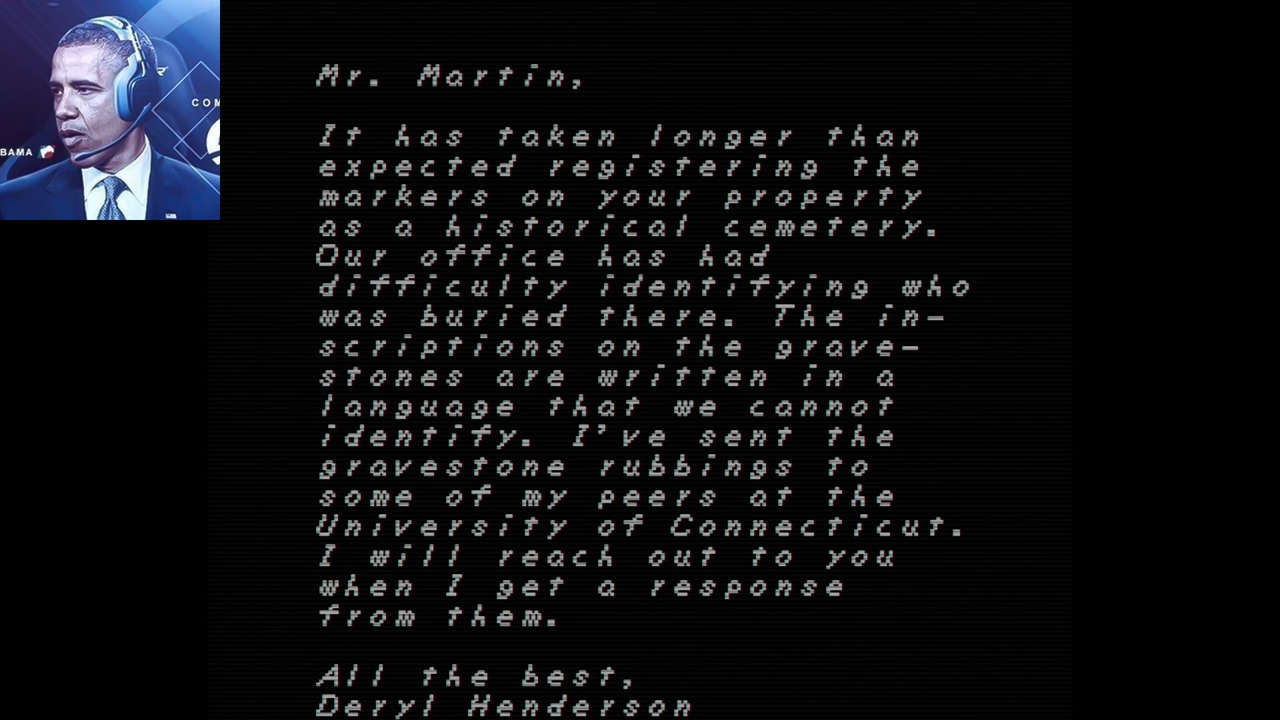 COM
BAMA
Mr. Martin,
It has taken longer than
expected registering the
markers on your property
as a historical cemetery.
Our office has had
difficulty identifying who
was buried there. The in-
scriptions on the grave-
stones are written in a
language that we cannot
identify. I've sent the
gravestone rubbings to
some of my peers at the
University of Connecticut.
I will reach out to you
when I get a response
from them.
All the best,
Deryl Henderson